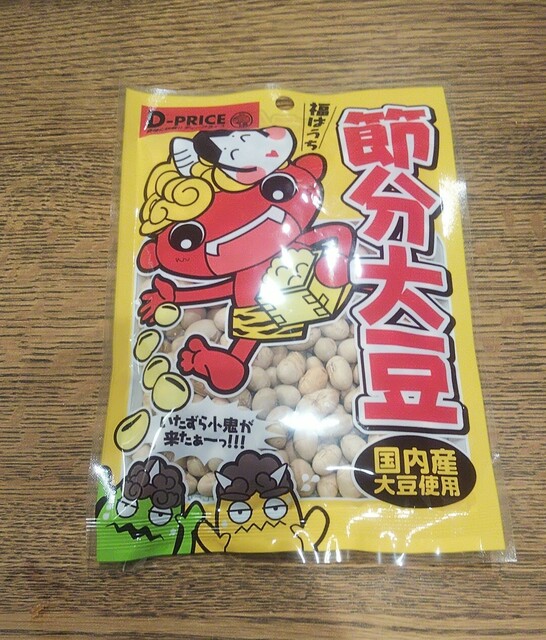 D-PRICE
福はうち
節分大豆
いたずら小鬼が
来たぁーっ!!!
国内産
大豆使用